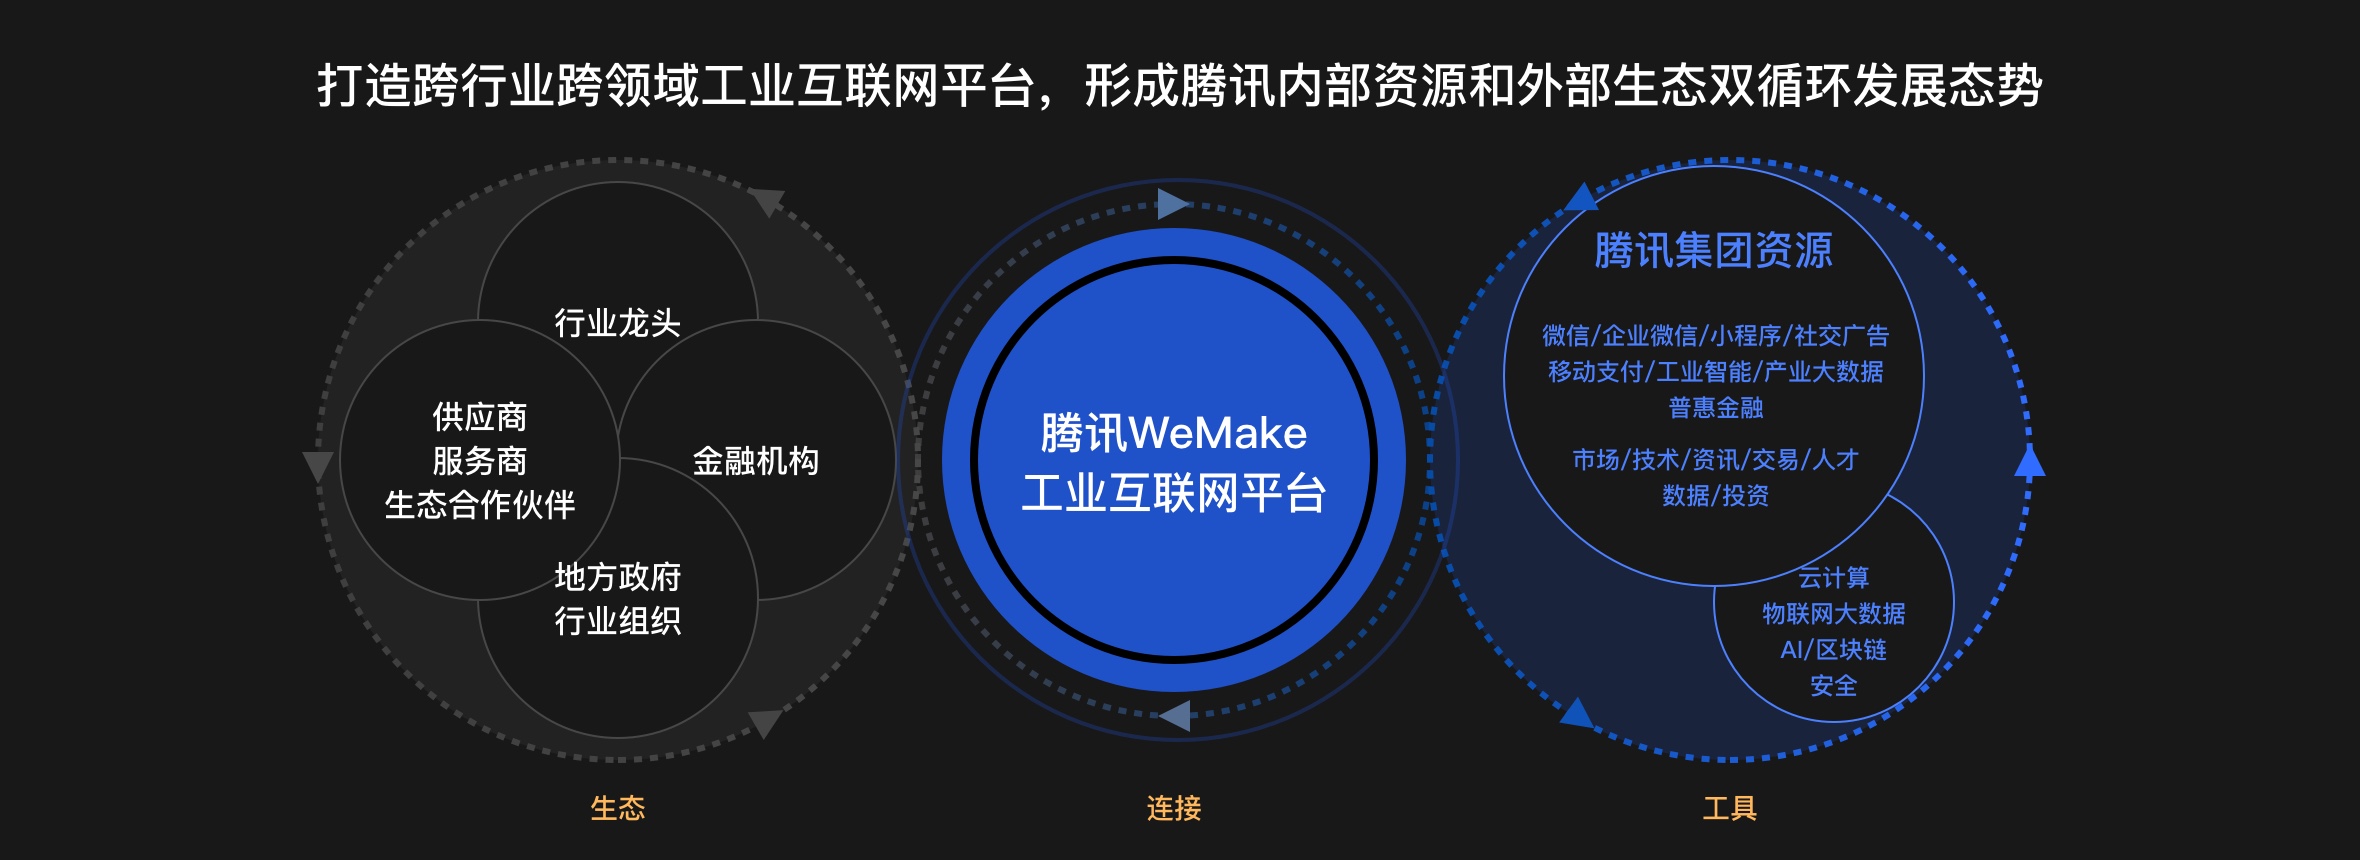 打造跨行业跨领域工业互联网平台，形成腾讯内部资源和外部生态双循环发展态势
行业龙头
供应商
服务商
生态合作伙伴
金融机构
地方政府
行业组织
生态
腾讯WeMake
工业互联网平台
连接
腾讯集团资源
微信/企业微信/小程序/社交广告
移动支付/工业智能/产业大数据
普惠金融
市场/技术/资讯/交易/人才
数据/投资
云计算
物联网大数据
AI/区块链
安全
工具